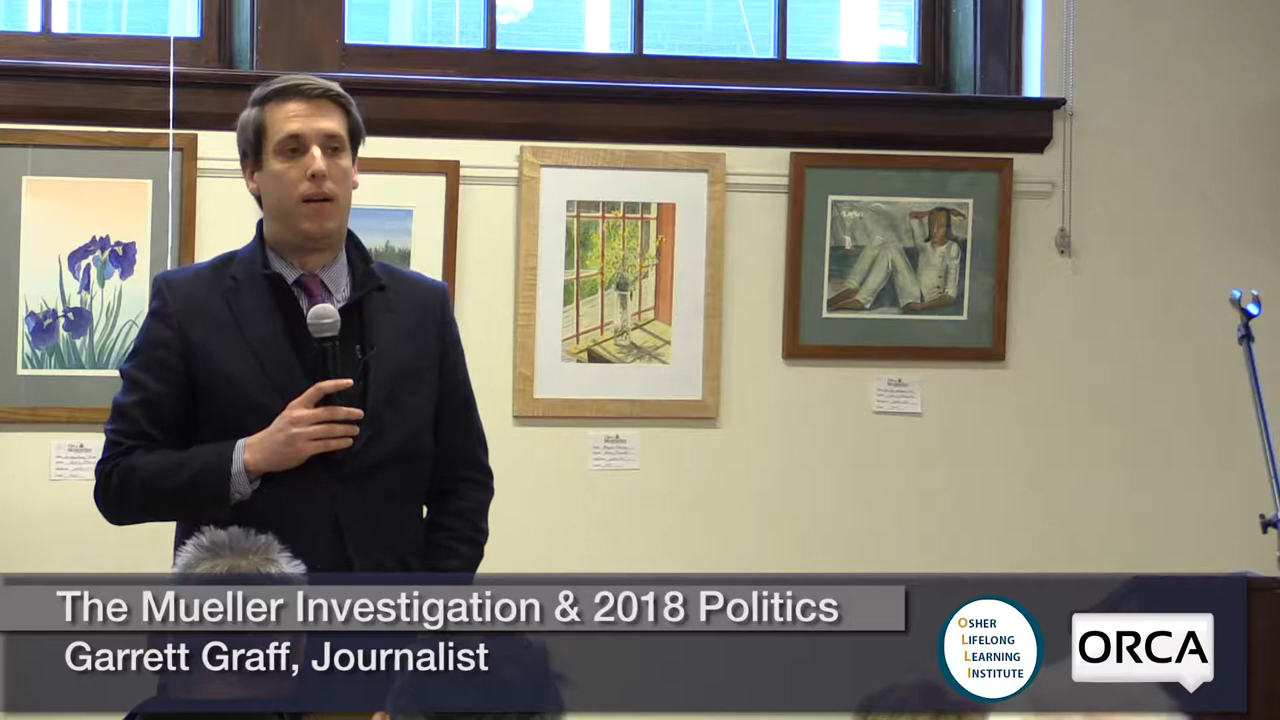 The Mueller Investigation & 2018 Politics
Garrett Graff, Journalist
OSHER
LIFELONG
LEARNING
INSTITUTE
ORCA